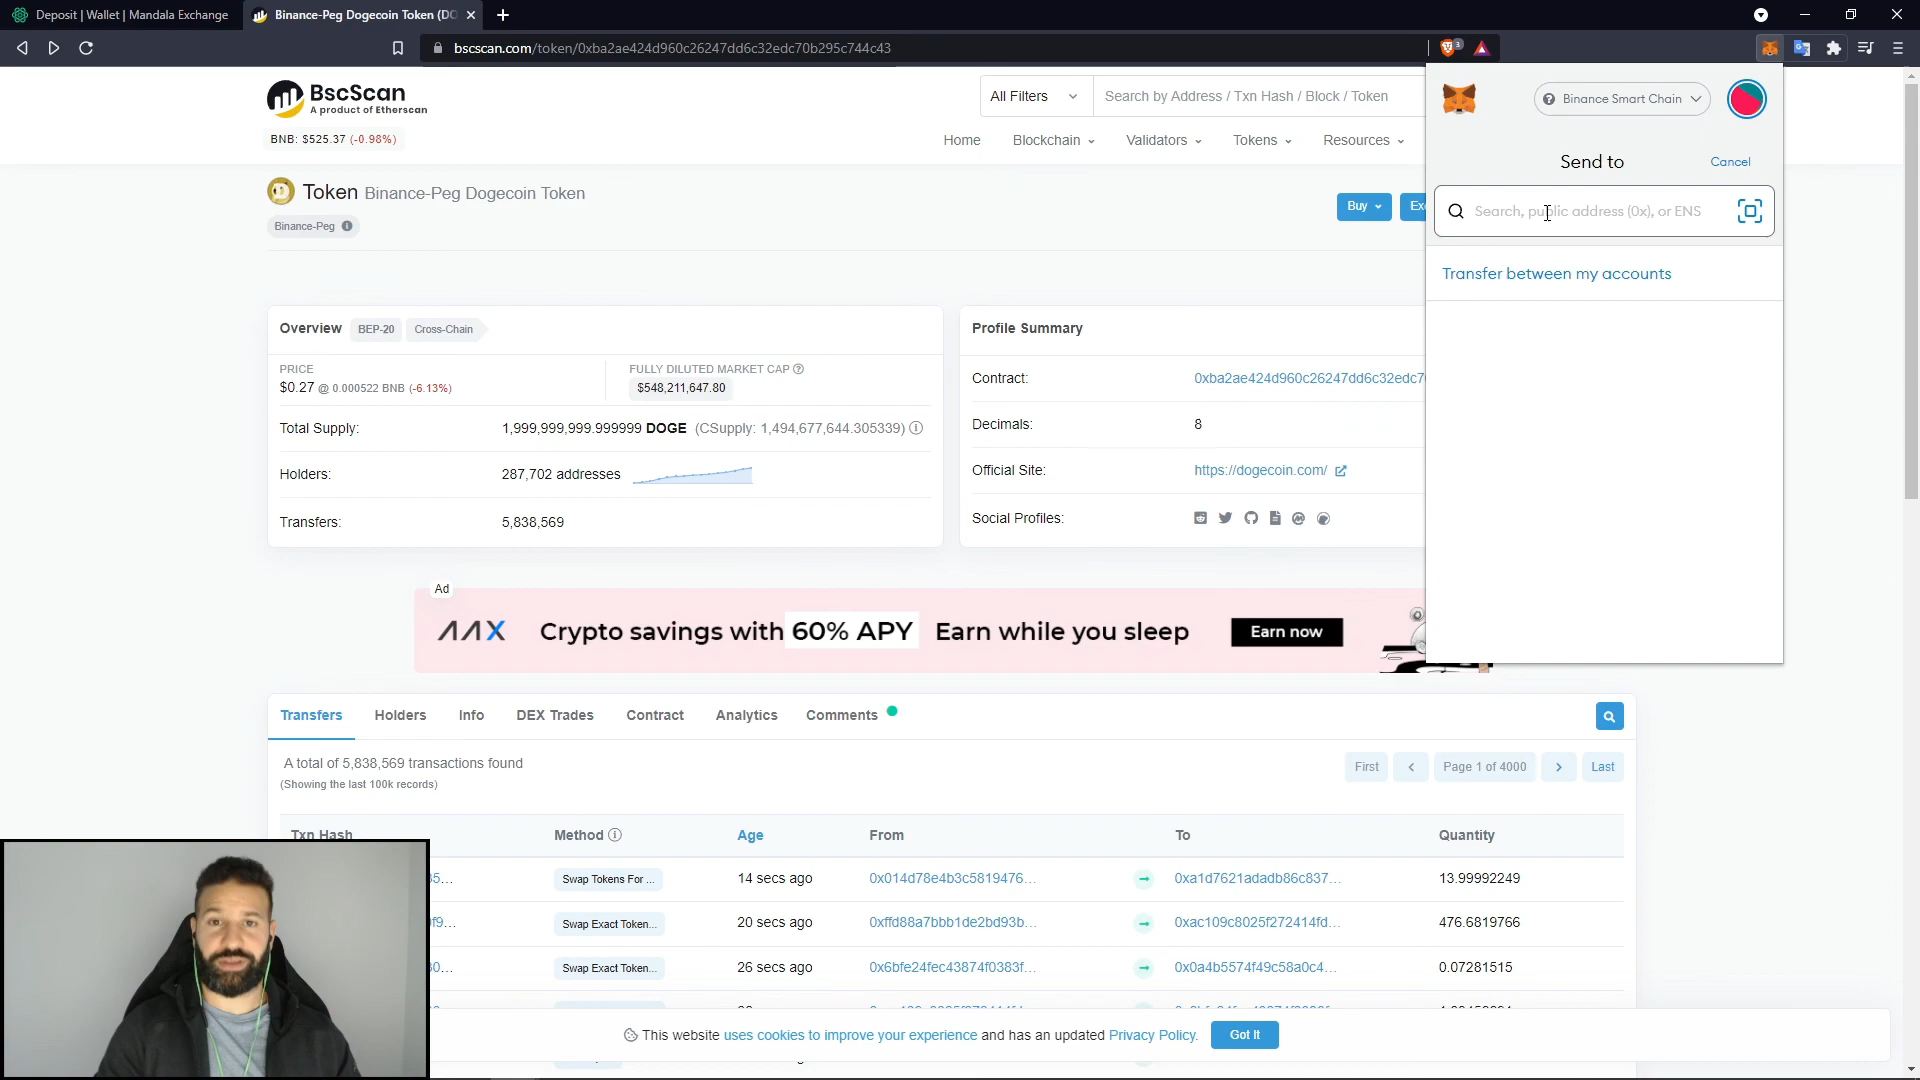 Deposit | Wallet | Mandala Exchange
Binance-Peg Dogecoin Token (DO
bscscan.com/token/0xba2ae424d960c26247dd6c32edc70b295c744c43
3
BscScan
A product of Etherscan
BNB: $525.37 (-0.98%)
All Filters
Search by Address / Txn Hash / Block / Token
Home Blockchain Validators Tokens Resources
Binance Smart Chain
Send to
Cancel
Search, public address (0x), or ENS
Transfer between my accounts
Token Binance-Peg Dogecoin Token
Binance-Peg
Buy
Exc
Overview BEP-20 Cross-Chain
PRICE
$0.27 @ 0.000522 BNB (-6.13%)
FULLY DILUTED MARKET CAP
$548,211,647.80
Total Supply: 1,999,999,999.999999 DOGE (CSupply: 1,494,677,644.305339)
Holders: 287,702 addresses
Transfers: 5,838,569
Profile Summary
Contract: 0xba2ae424d960c26247dd6c32edc7
Decimals: 8
Official Site: https://dogecoin.com/
Social Profiles:
Ad
AAX Crypto savings with 60% APY Earn while you sleep Earn now
Transfers Holders Info DEX Trades Contract Analytics Comments
A total of 5,838,569 transactions found
(Showing the last 100k records)
First Page 1 of 4000 Last
Txn Hash Method Age From To Quantity
35... Swap Tokens For ... 14 secs ago 0x014d78e4b3c5819476... 0xa1d7621adadb86c837... 13.99992249
f9... Swap Exact Token... 20 secs ago 0xffd88a7bbb1de2bd93b... 0xac109c8025f272414fd... 476.6819766
30... Swap Exact Token... 26 secs ago 0x6bfe24fec43874f0383f... 0x0a4b5574f49c58a0c4... 0.07281515
This website uses cookies to improve your experience and has an updated Privacy Policy. Got It